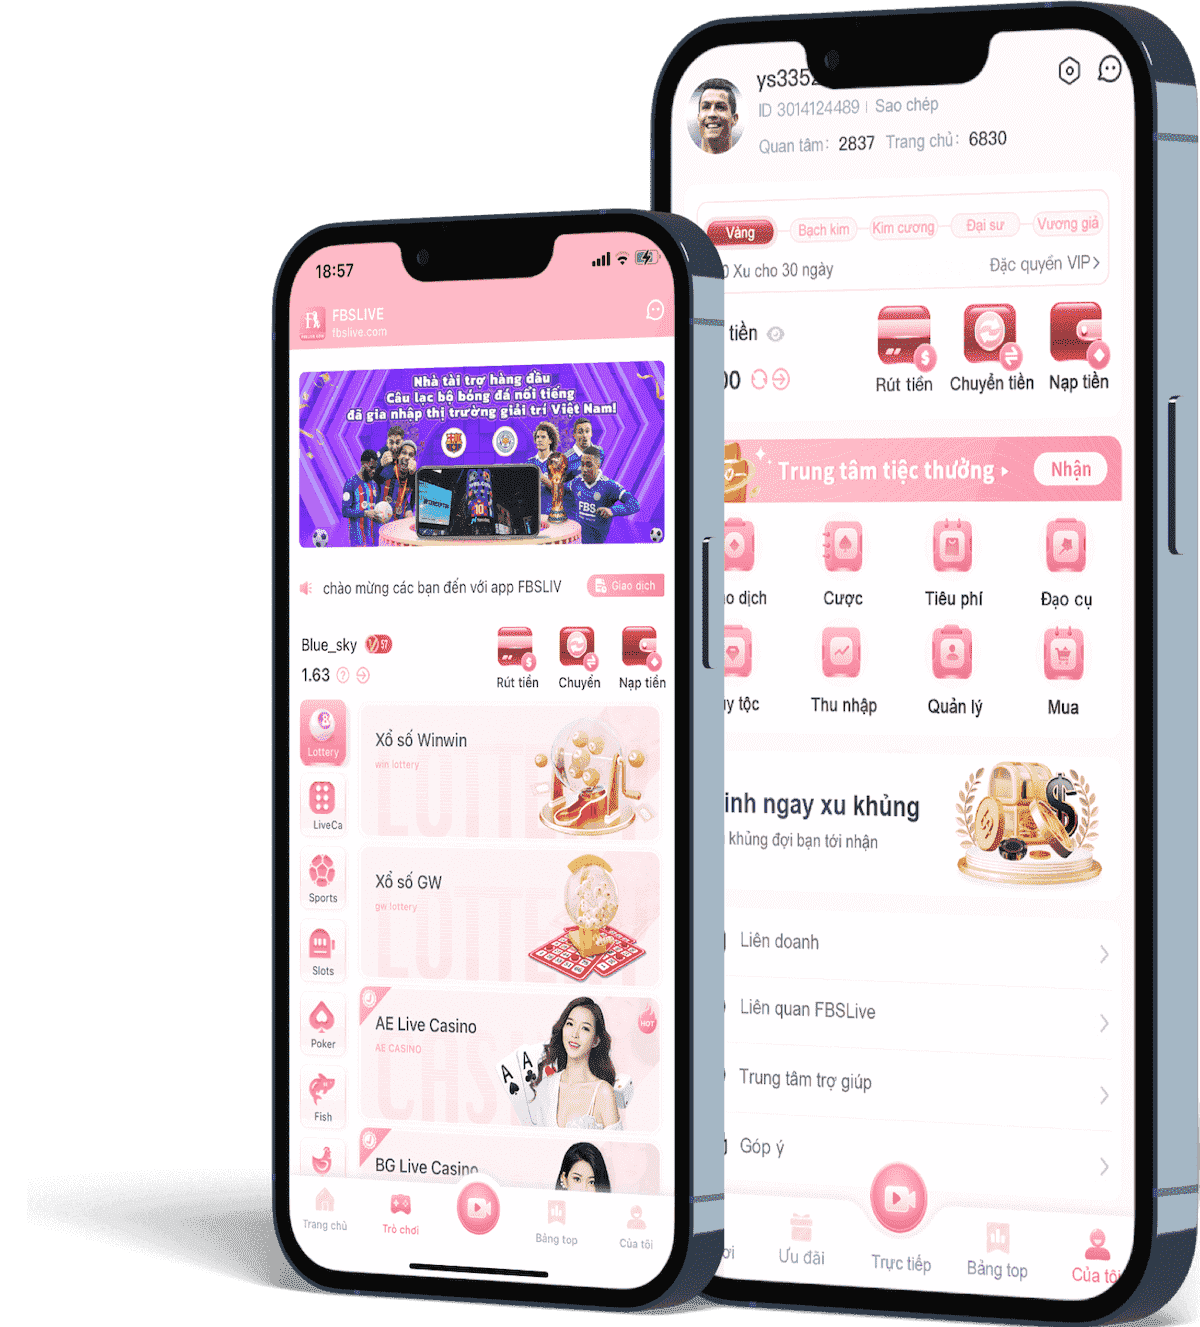 18:57
FBSLIVE
fbslive.com
Nhà tài trợ hàng đầu
Câu lạc bộ bóng đá nổi tiếng
đã gia nhập thị trường giải trí Việt Nam!
FBS
10
chào mừng các bạn đến với app FBSLIV
Giao dịch
Blue_sky
57
1.63
Rút tiền
Chuyển
Nạp tiền
Lottery
LiveCa
Sports
Slots
Poker
Fish
Xổ số Winwin
win lottery
LOTTERY
Xổ số GW
gw lottery
LOTTERY
AE Live Casino
AE CASINO
HOT
A
A
BG Live Casino
Trang chủ
Trò chơi
Bảng top
Của tôi
ys3352
ID 3014124489 | Sao chép
Quan tâm: 2837 Trang chủ: 6830
Vàng
Bạch kim
Kim cương
Đại sư
Vương giả
0 Xu cho 30 ngày
Đặc quyền VIP
tiền
00
Rút tiền
Chuyển tiền
Nạp tiền
Trung tâm tiệc thưởng
Nhận
o dịch
Cược
Tiêu phí
Đạo cụ
ý tộc
Thu nhập
Quản lý
Mua
inh ngay xu khủng
khủng đợi bạn tới nhận
Liên doanh
Liên quan FBSLive
Trung tâm trợ giúp
Góp ý
ơi
Ưu đãi
Trực tiếp
Bảng top
Của tôi